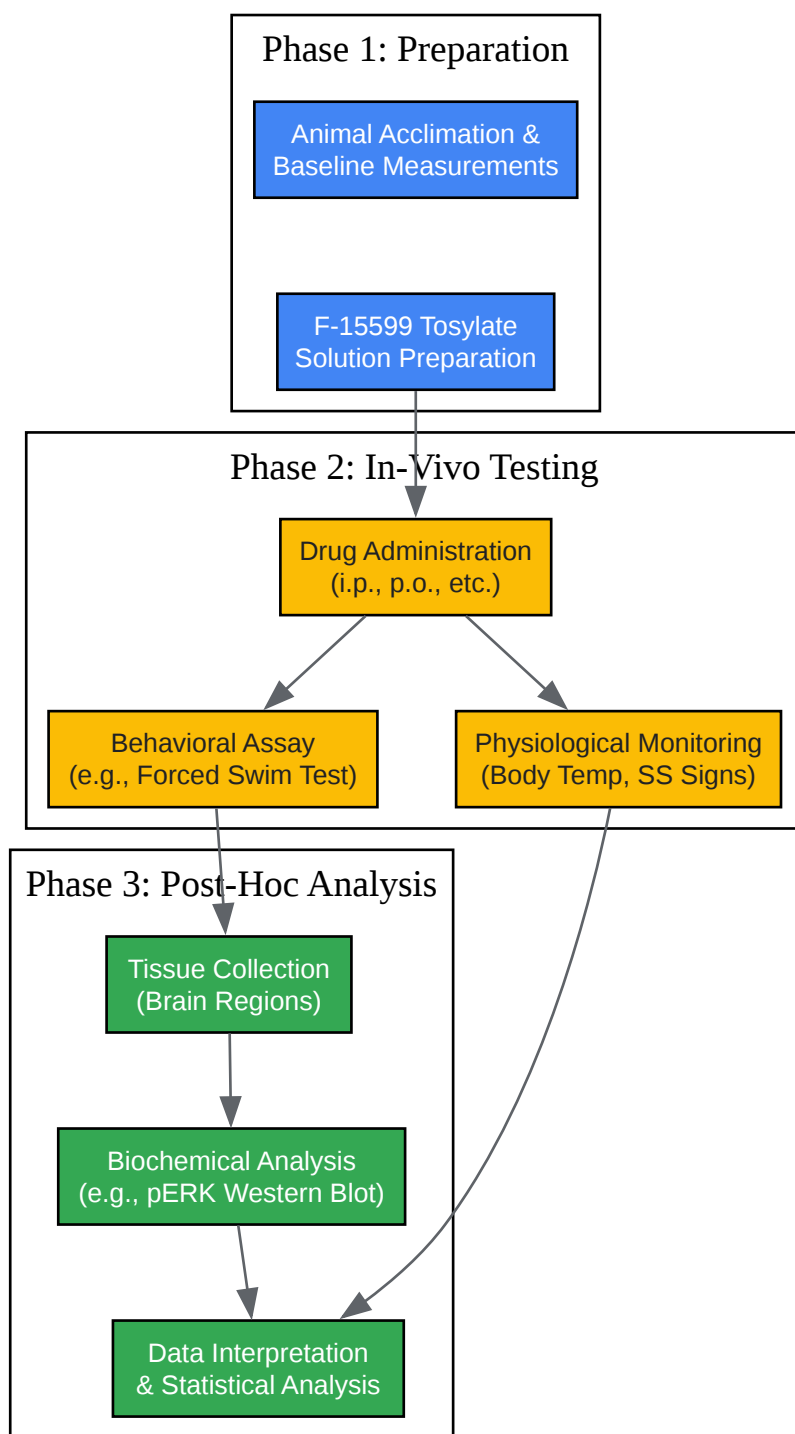 Phase 1: Preparation
Animal Acclimation &
Baseline Measurements
F-15599 Tosylate
Solution Preparation
Phase 2: In-Vivo Testing
Drug Administration
(i.p., p.o., etc.)
Behavioral Assay
(e.g., Forced Swim Test)
Physiological Monitoring
(Body Temp, SS Signs)
Phase 3: Post-Hoc Analysis
Tissue Collection
(Brain Regions)
Biochemical Analysis
(e.g., pERK Western Blot)
Data Interpretation
& Statistical Analysis